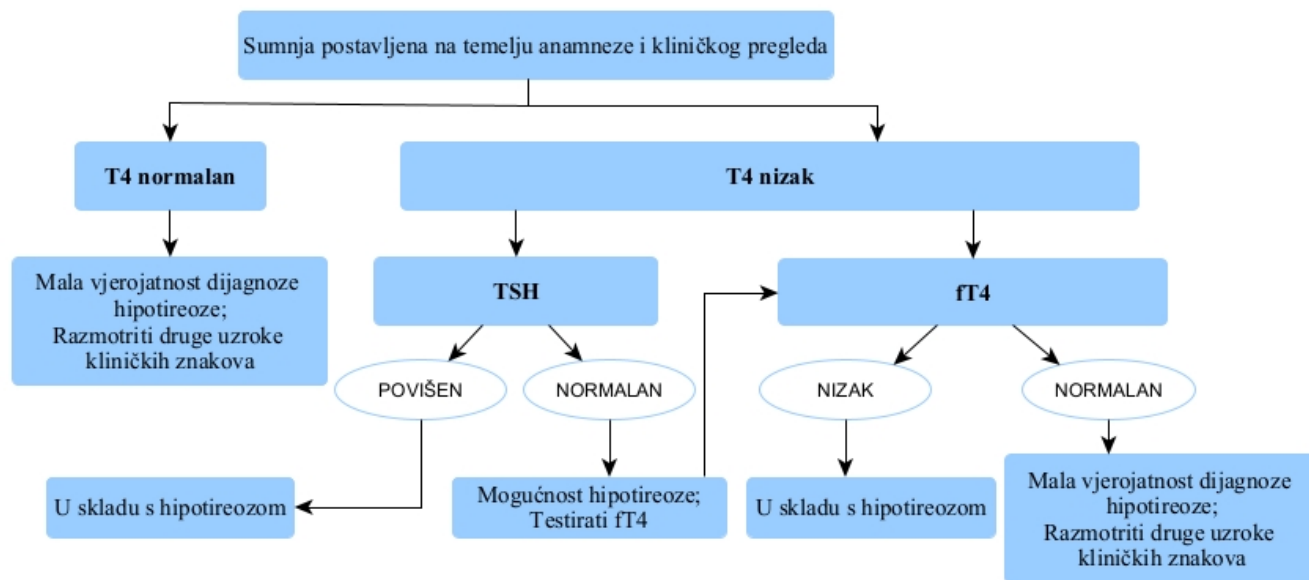 Sumnja postavljena na temelju anamneze i kliničkog pregleda
T4 normalan
T4 nizak
Mala vjerojatnost dijagnoze
hipotireoze;
Razmotriti druge uzroke
kliničkih znakova
TSH
fT4
POVIŠEN
NORMALAN
NIZAK
NORMALAN
U skladu s hipotireozom
Mogućnost hipotireoze;
Testirati fT4
U skladu s hipotireozom
Mala vjerojatnost dijagnoze
hipotireoze;
Razmotriti druge uzroke
kliničkih znakova